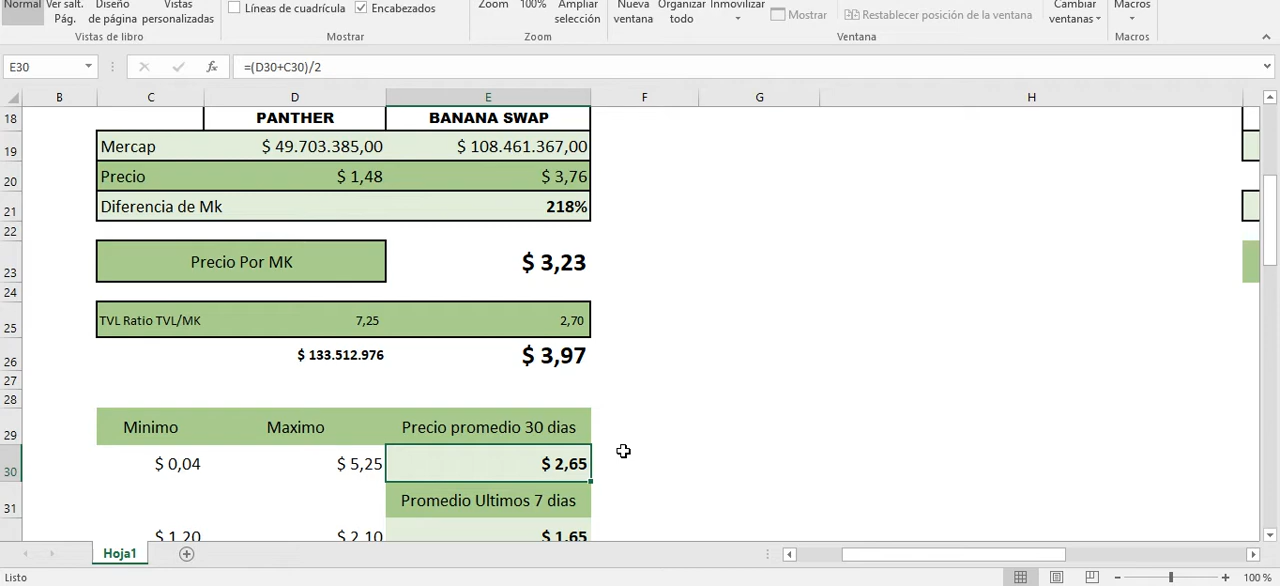 Normal Ver salt. Diseño Vistas
Pág. de página personalizadas
Vistas de libro
Líneas de cuadrícula Encabezados
Mostrar
Zoom 100% Ampliar
selección
Zoom
Nueva Organizar Inmovilizar
ventana todo
Mostrar Restablecer posición de la ventana
Ventana
Cambiar
ventanas
Macros
Macros
E30 fx =(D30+C30)/2
B C D E F G H
18 PANTHER BANANA SWAP
19 Mercap $ 49.703.385,00 $ 108.461.367,00
20 Precio $ 1,48 $ 3,76
21 Diferencia de Mk 218%
22
23 Precio Por MK $ 3,23
24
25 TVL Ratio TVL/MK 7,25 2,70
26 $ 133.512.976 $ 3,97
27
28
29 Minimo Maximo Precio promedio 30 dias
30 $ 0,04 $ 5,25 $ 2,65
31 Promedio Ultimos 7 dias
$ 1,20 $ 2,10 $ 1,65
Hoja1
Listo 100 %